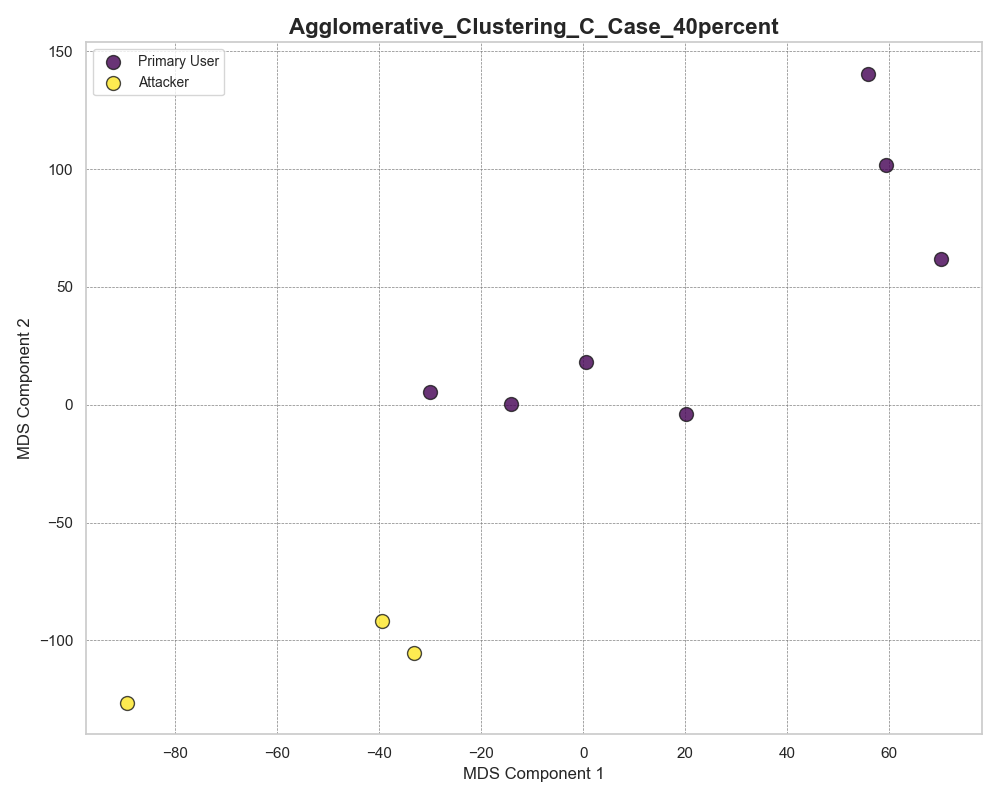 Agglomerative_Clustering_C_Case_40percent
Primary User
Attacker
150
100
50
0
−50
−100
MDS Component 2
−80 −60 −40 −20 0 20 40 60
MDS Component 1